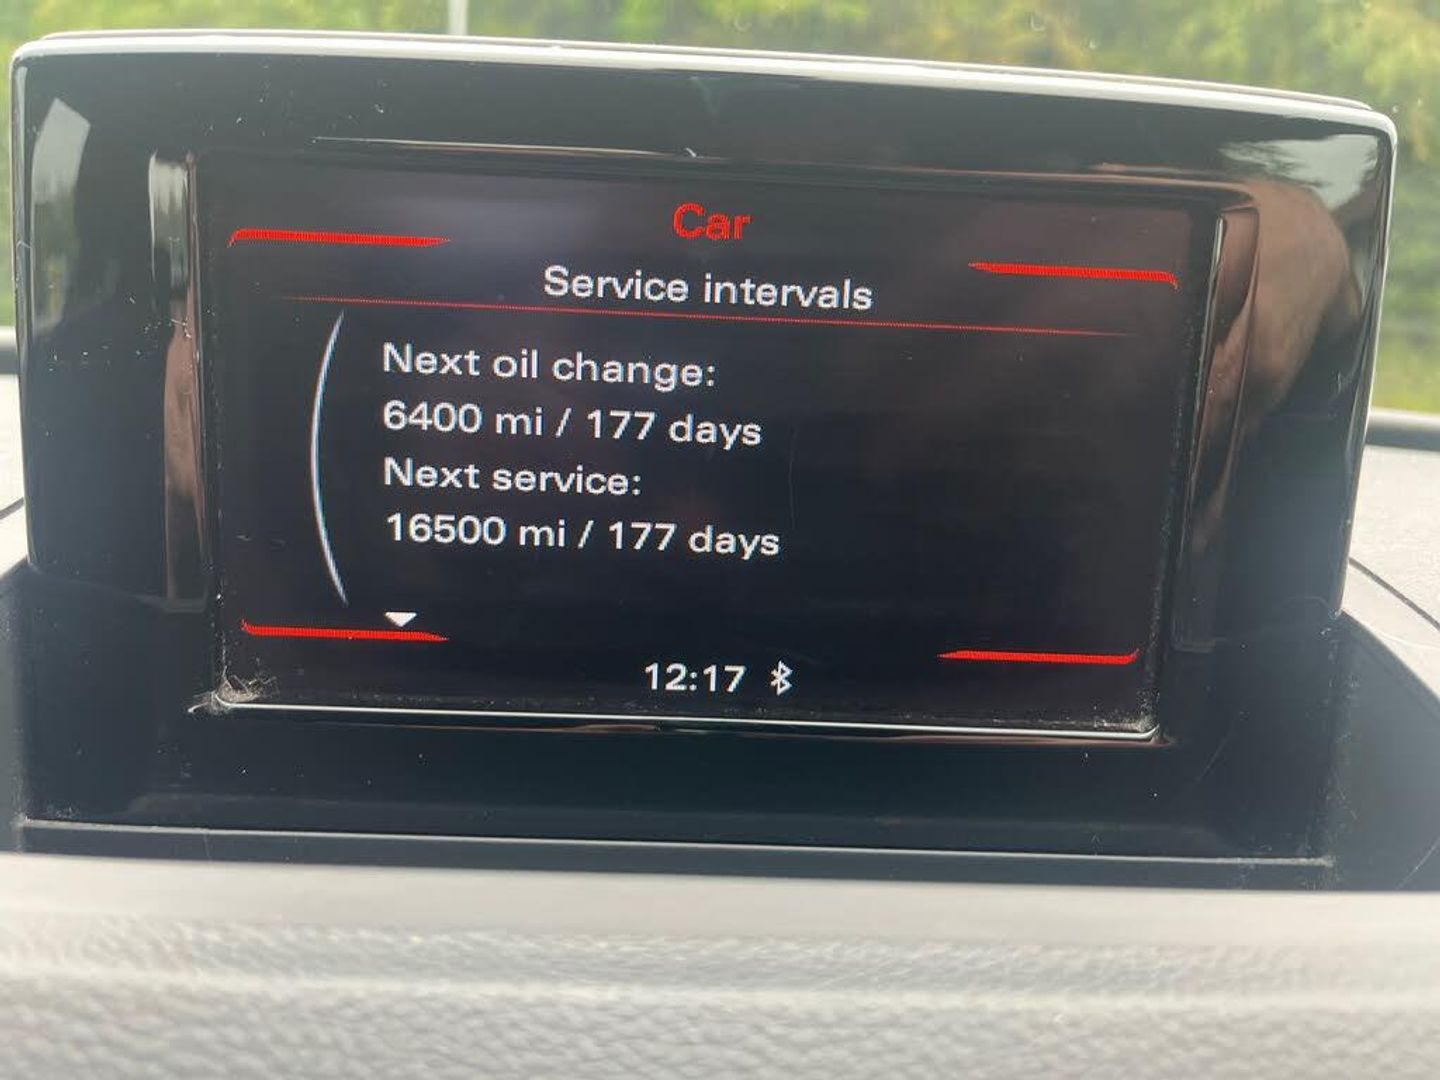 Car
Service intervals
Next oil change:
6400 mi / 177 days
Next service:
16500 mi / 177 days
12:17